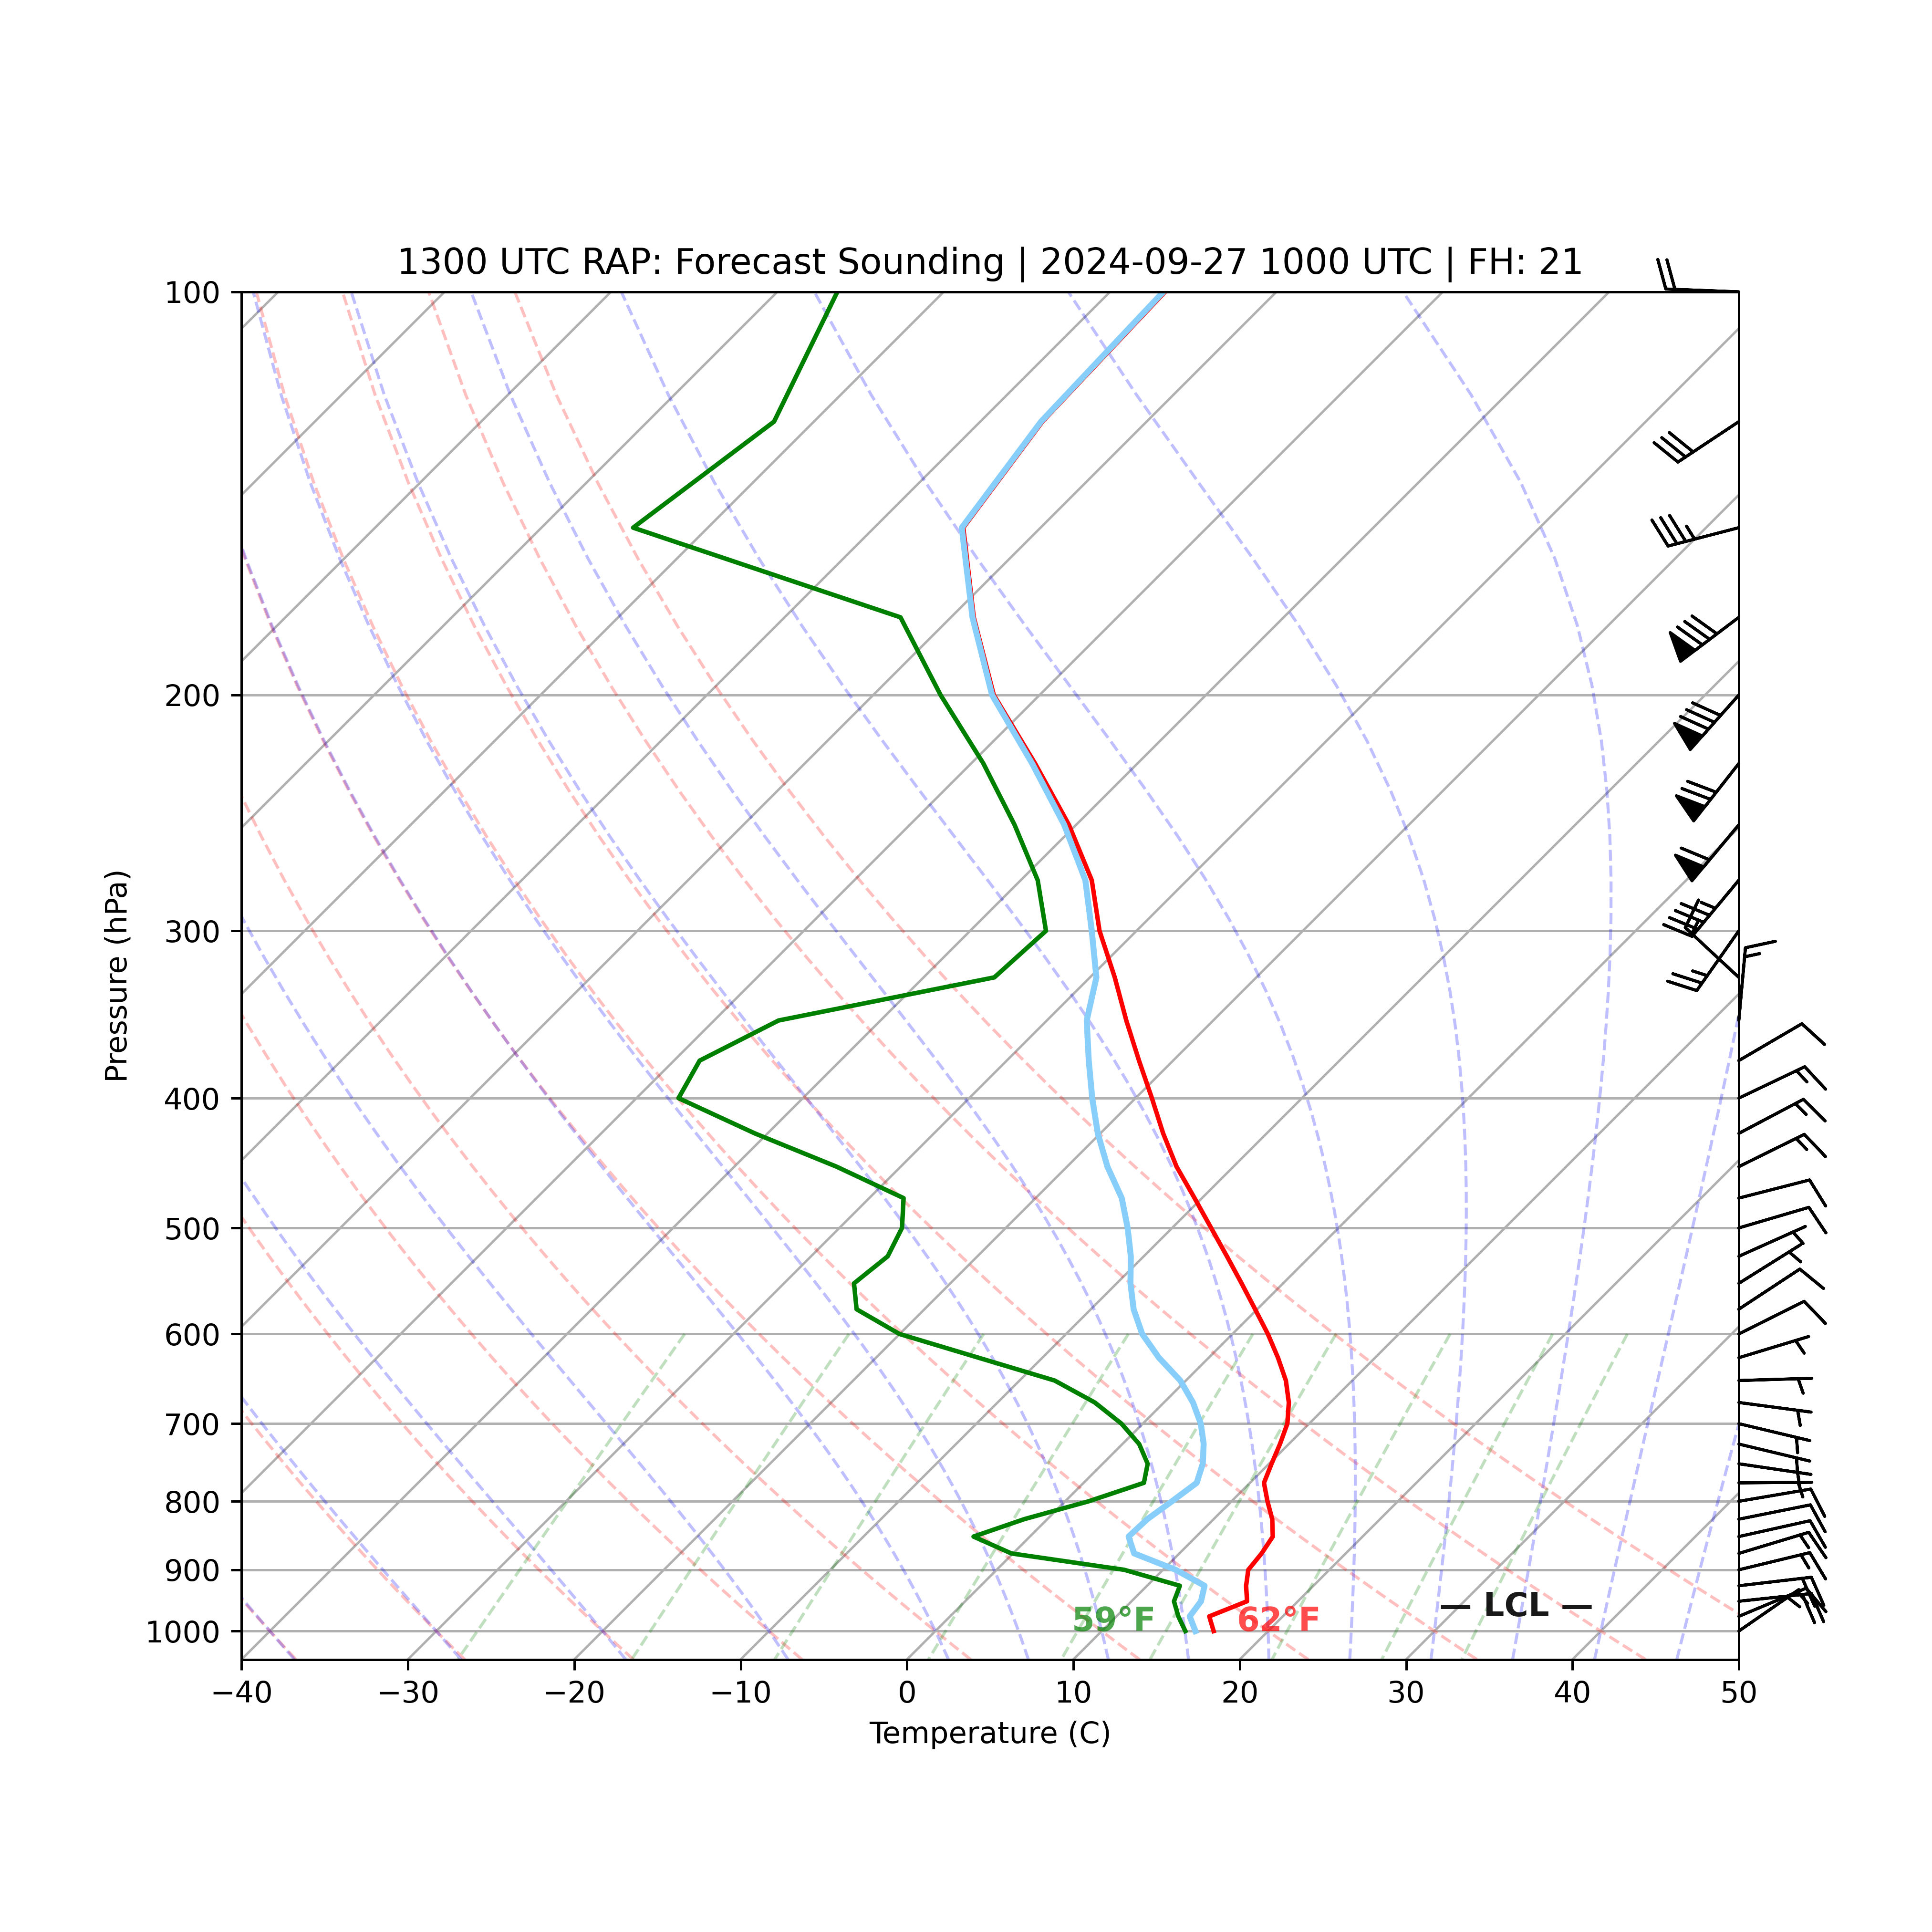 1300 UTC RAP: Forecast Sounding | 2024-09-27 1000 UTC | FH: 21
100
200
300
400
500
600
700
800
900
1000
Pressure (hPa)
59°F
62°F
— LCL —
−40 −30 −20 −10 0 10 20 30 40 50
Temperature (C)